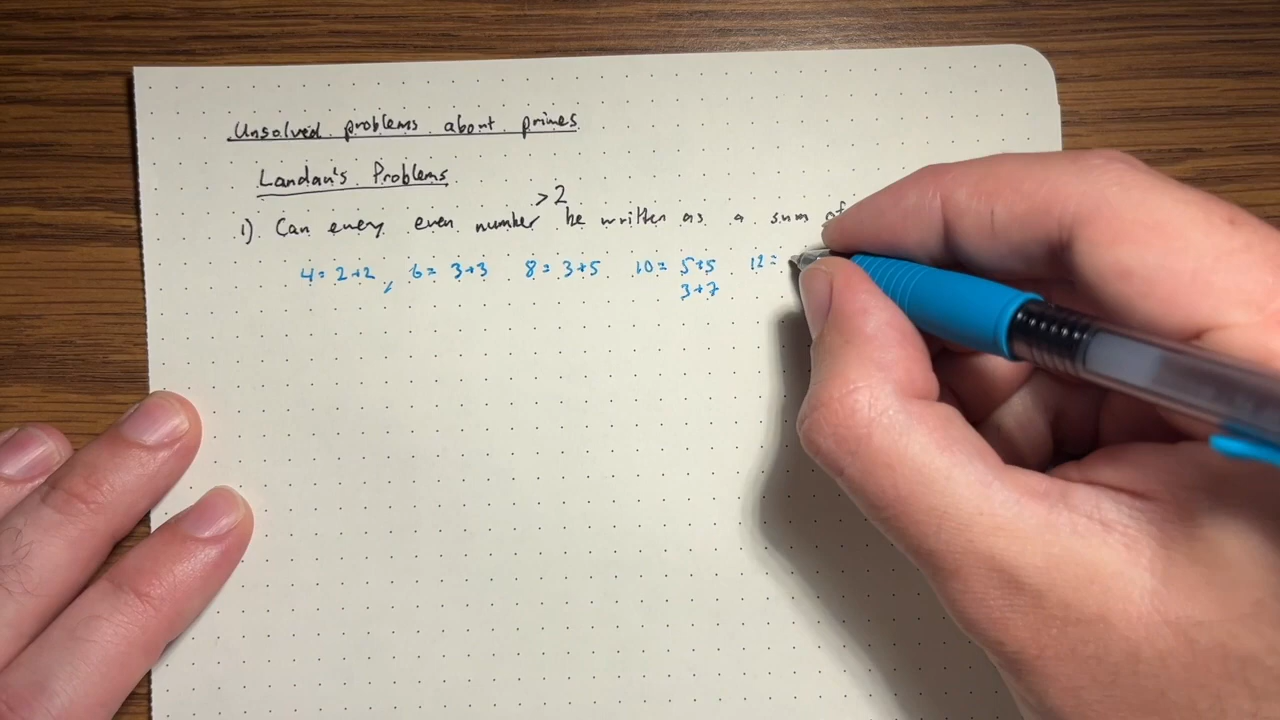 Unsolved problems about primes
Landau's Problems
> 2
1) Can every even number be written as a sum of
4 = 2+2, 6 = 3+3 8 = 3+5 10 = 5+5 12 =
3+7